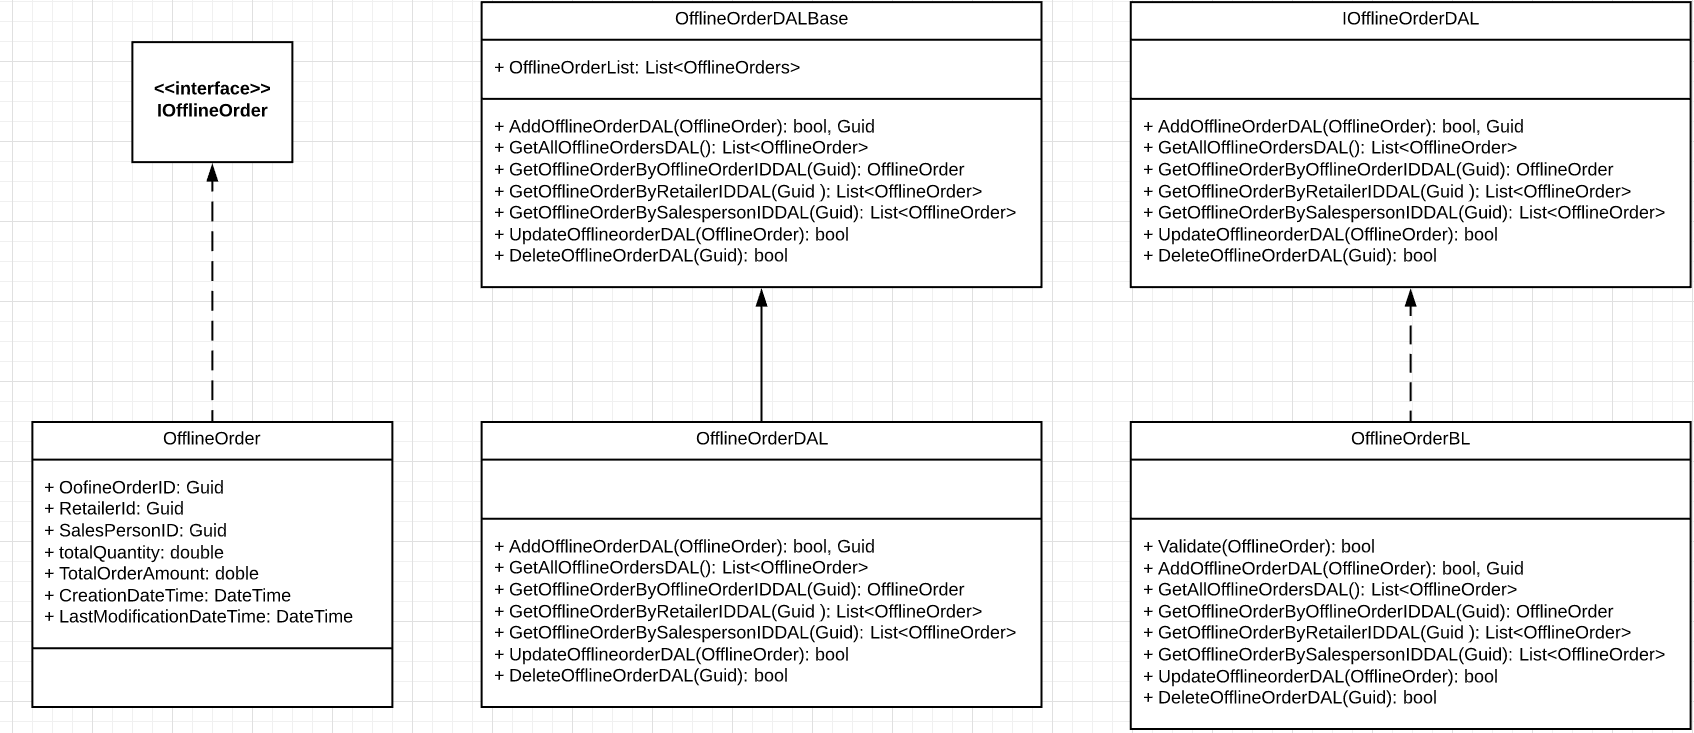 <<interface>>
IOfflineOrder
OfflineOrder
+ OofineOrderID: Guid
+ RetailerId: Guid
+ SalesPersonID: Guid
+ totalQuantity: double
+ TotalOrderAmount: doble
+ CreationDateTime: DateTime
+ LastModificationDateTime: DateTime
OfflineOrderDALBase
+ OfflineOrderList: List<OfflineOrders>
+ AddOfflineOrderDAL(OfflineOrder): bool, Guid
+ GetAllOfflineOrdersDAL(): List<OfflineOrder>
+ GetOfflineOrderByOfflineOrderIDDAL(Guid): OfflineOrder
+ GetOfflineOrderByRetailerIDDAL(Guid ): List<OfflineOrder>
+ GetOfflineOrderBySalespersonIDDAL(Guid): List<OfflineOrder>
+ UpdateOfflineorderDAL(OfflineOrder): bool
+ DeleteOfflineOrderDAL(Guid): bool
OfflineOrderDAL
+ AddOfflineOrderDAL(OfflineOrder): bool, Guid
+ GetAllOfflineOrdersDAL(): List<OfflineOrder>
+ GetOfflineOrderByOfflineOrderIDDAL(Guid): OfflineOrder
+ GetOfflineOrderByRetailerIDDAL(Guid ): List<OfflineOrder>
+ GetOfflineOrderBySalespersonIDDAL(Guid): List<OfflineOrder>
+ UpdateOfflineorderDAL(OfflineOrder): bool
+ DeleteOfflineOrderDAL(Guid): bool
IOfflineOrderDAL
+ AddOfflineOrderDAL(OfflineOrder): bool, Guid
+ GetAllOfflineOrdersDAL(): List<OfflineOrder>
+ GetOfflineOrderByOfflineOrderIDDAL(Guid): OfflineOrder
+ GetOfflineOrderByRetailerIDDAL(Guid ): List<OfflineOrder>
+ GetOfflineOrderBySalespersonIDDAL(Guid): List<OfflineOrder>
+ UpdateOfflineorderDAL(OfflineOrder): bool
+ DeleteOfflineOrderDAL(Guid): bool
OfflineOrderBL
+ Validate(OfflineOrder): bool
+ AddOfflineOrderDAL(OfflineOrder): bool, Guid
+ GetAllOfflineOrdersDAL(): List<OfflineOrder>
+ GetOfflineOrderByOfflineOrderIDDAL(Guid): OfflineOrder
+ GetOfflineOrderByRetailerIDDAL(Guid ): List<OfflineOrder>
+ GetOfflineOrderBySalespersonIDDAL(Guid): List<OfflineOrder>
+ UpdateOfflineorderDAL(OfflineOrder): bool
+ DeleteOfflineOrderDAL(Guid): bool